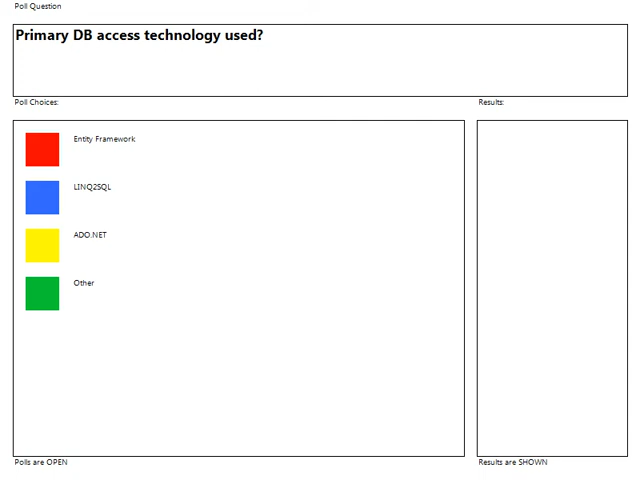 Poll Question
Primary DB access technology used?
Poll Choices:
Results:
Entity Framework
LINQ2SQL
ADO.NET
Other
Polls are OPEN
Results are SHOWN